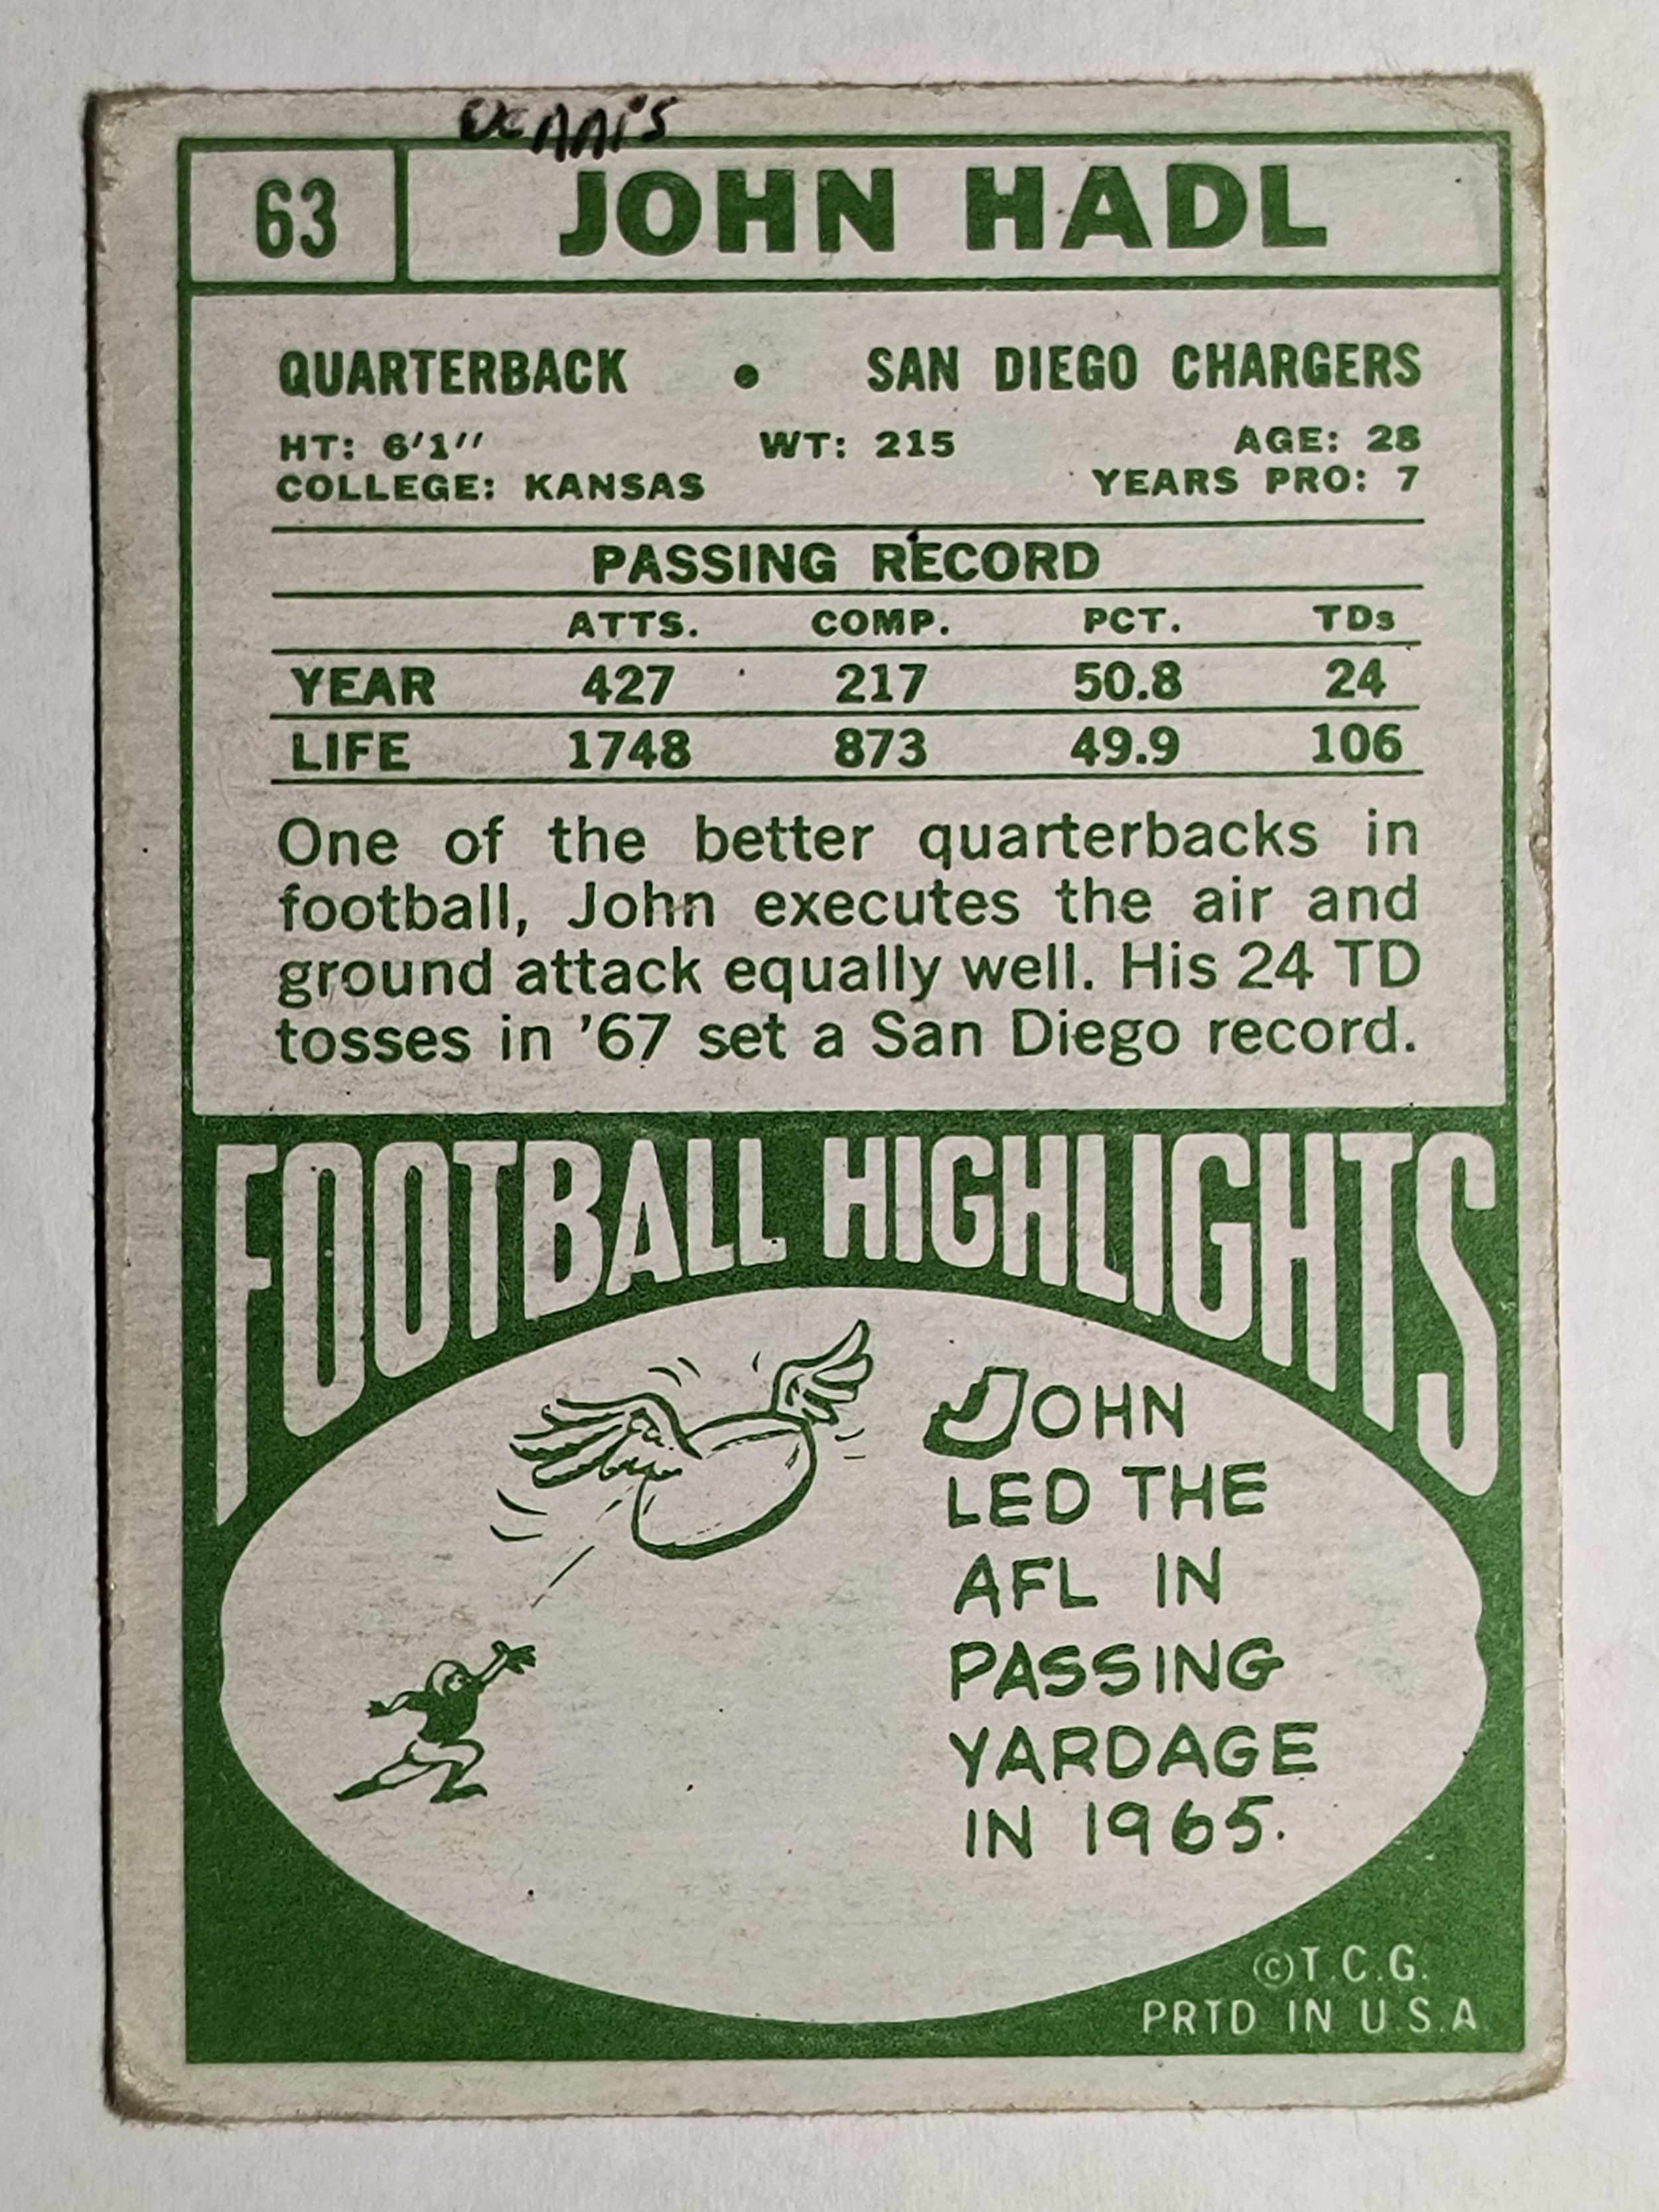 DENNIS
63 JOHN HADL
QUARTERBACK • SAN DIEGO CHARGERS
HT: 6'1" WT: 215 AGE: 28
COLLEGE: KANSAS YEARS PRO: 7
PASSING RECORD
ATTS. COMP. PCT. TDs
YEAR 427 217 50.8 24
LIFE 1748 873 49.9 106
One of the better quarterbacks in
football, John executes the air and
ground attack equally well. His 24 TD
tosses in '67 set a San Diego record.
FOOTBALL HIGHLIGHTS
JOHN
LED THE
AFL IN
PASSING
YARDAGE
IN 1965.
©T.C.G.
PRTD. IN U.S.A.